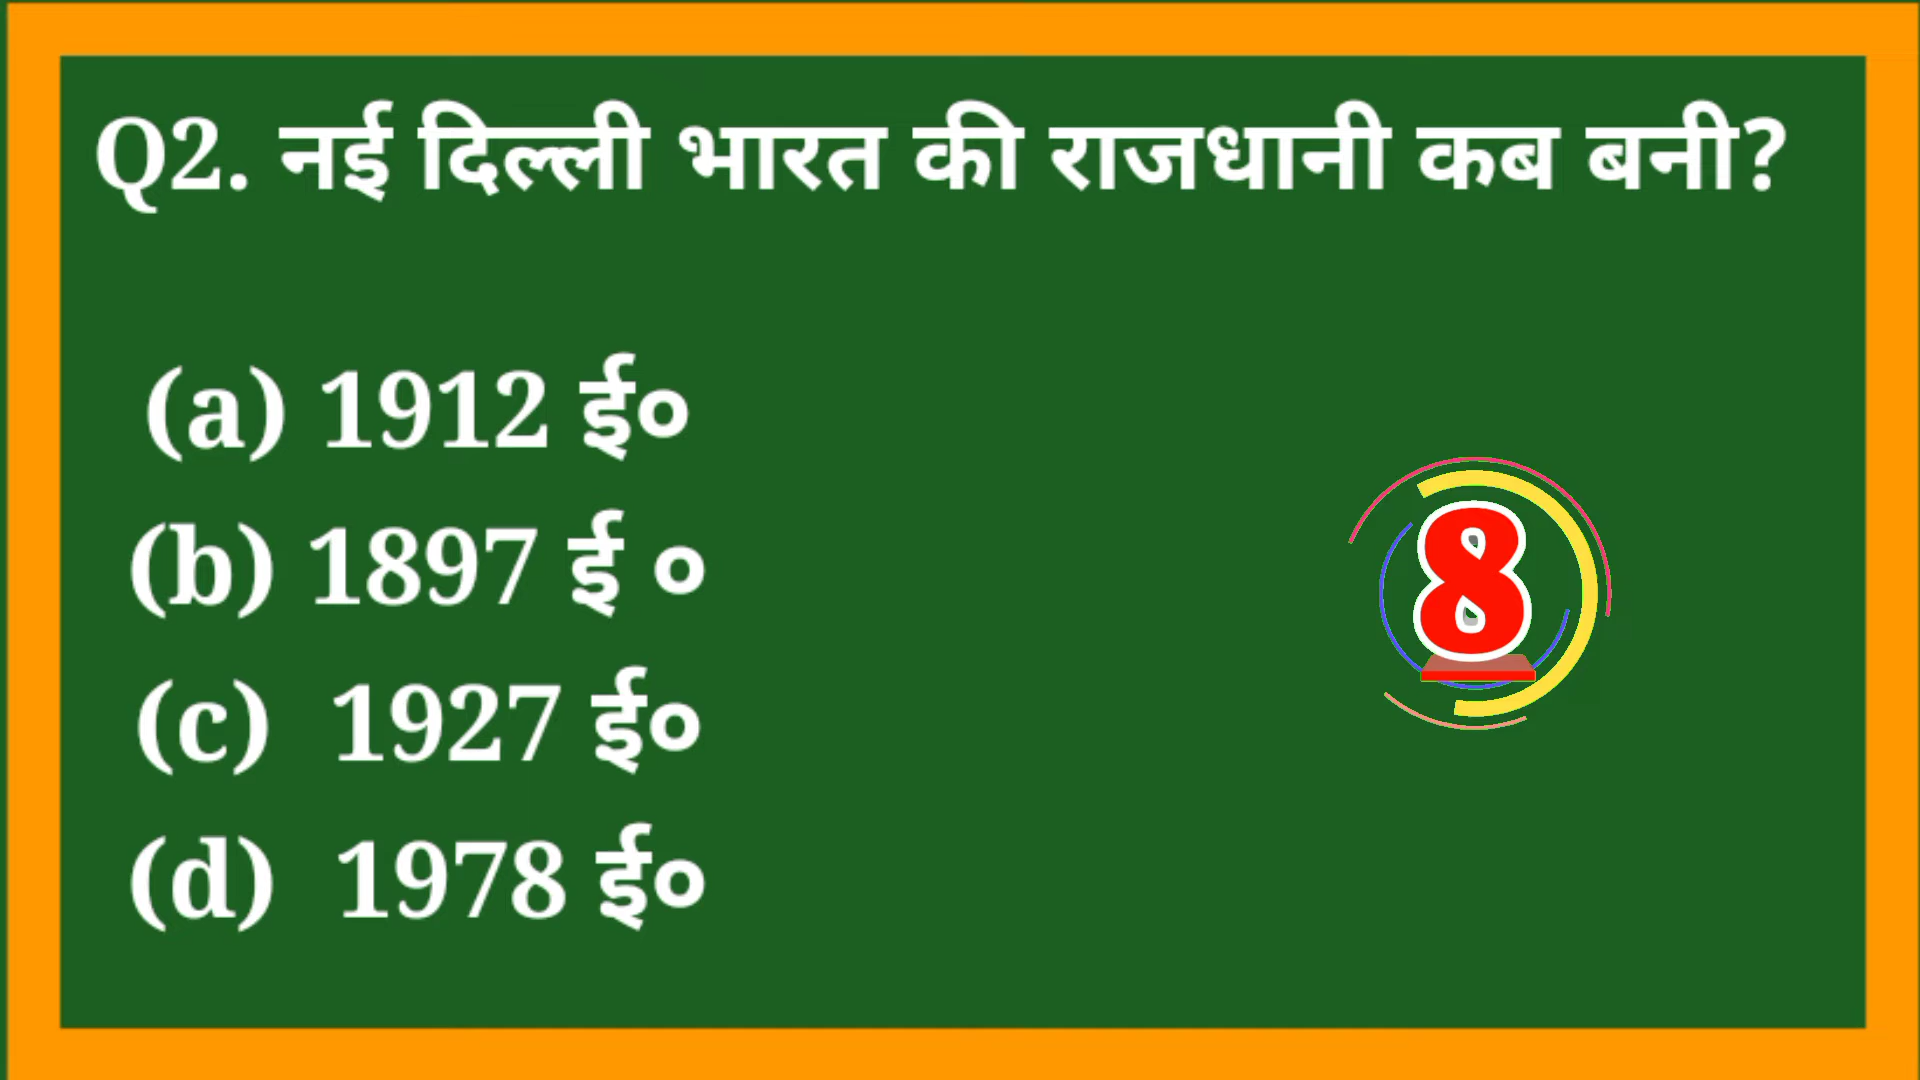 Q2. नई दिल्ली भारत की राजधानी कब बनी?
(a) 1912 ई०
(b) 1897 ई ०
(c) 1927 ई०
8
(d) 1978 ई०